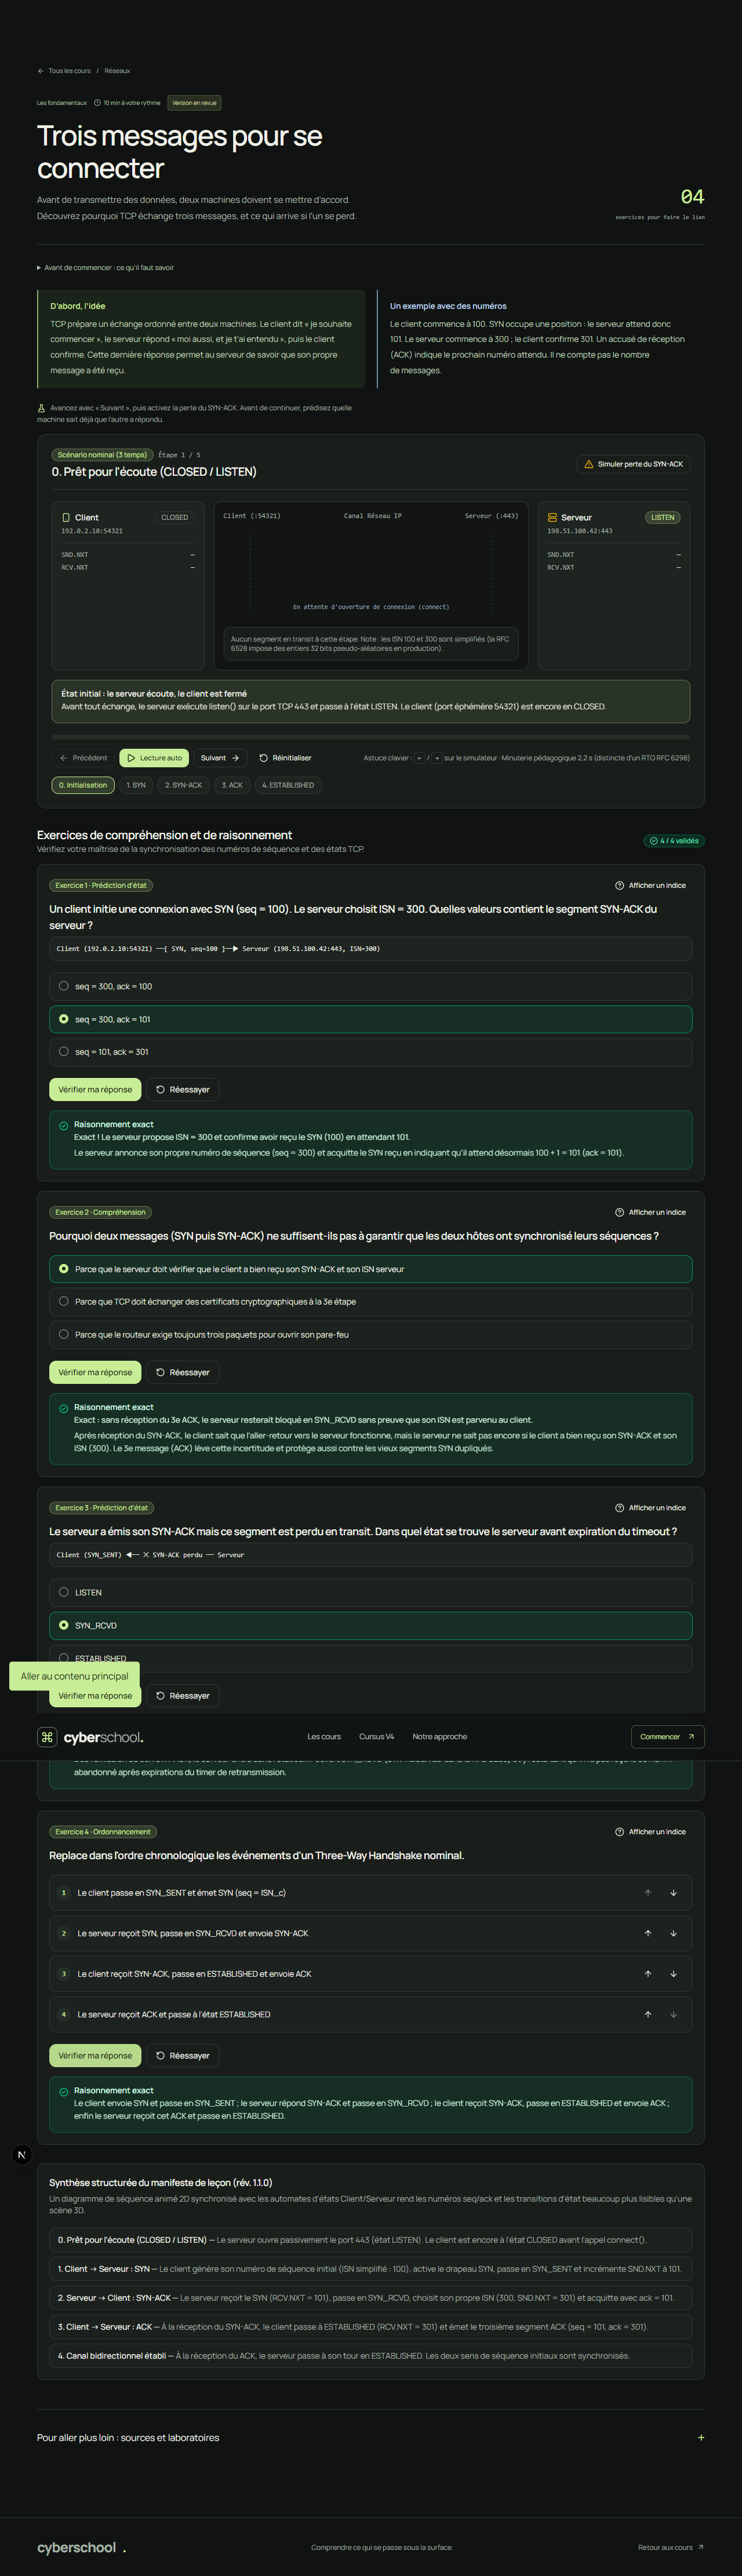 ← Tous les cours / Réseaux
Les fondamentaux 10 min à votre rythme Version en revue
Trois messages pour se
connecter
Avant de transmettre des données, deux machines doivent se mettre d'accord.
Découvrez pourquoi TCP échange trois messages, et ce qui arrive si l'un se perd.
04
exercices pour faire le lien
▶ Avant de commencer : ce qu'il faut savoir
D'abord, l'idée
TCP prépare un échange ordonné entre deux machines. Le client dit « je souhaite
commencer », le serveur répond « moi aussi, et je t'ai entendu », puis le client
confirme. Cette dernière réponse permet au serveur de savoir que son propre
message a été reçu.
Un exemple avec des numéros
Le client commence à 100. SYN occupe une position : le serveur attend donc
101. Le serveur commence à 300 ; le client confirme 301. Un accusé de réception
(ACK) indique le prochain numéro attendu. Il ne compte pas le nombre
de messages.
Avancez avec « Suivant », puis activez la perte du SYN-ACK. Avant de continuer, prédisez quelle
machine sait déjà que l'autre a répondu.
Scénario nominal (3 temps) Étape 1 / 5
0. Prêt pour l'écoute (CLOSED / LISTEN)
Simuler perte du SYN-ACK
Client CLOSED
192.0.2.10:54321
SND.NXT —
RCV.NXT —
Client (:54321) Canal Réseau IP Serveur (:443)
En attente d'ouverture de connexion (connect)
Aucun segment en transit à cette étape. Note : les ISN 100 et 300 sont simplifiés (la RFC
6528 impose des entiers 32 bits pseudo-aléatoires en production).
Serveur LISTEN
198.51.100.42:443
SND.NXT —
RCV.NXT —
État initial : le serveur écoute, le client est fermé
Avant tout échange, le serveur exécute listen() sur le port TCP 443 et passe à l'état LISTEN. Le client (port éphémère 54321) est encore en CLOSED.
← Précédent Lecture auto Suivant → Réinitialiser
Astuce clavier : ← / → sur le simulateur · Minuterie pédagogique 2,2 s (distincte d'un RTO RFC 6298)
0. Initialisation 1. SYN 2. SYN-ACK 3. ACK 4. ESTABLISHED
Exercices de compréhension et de raisonnement
Vérifiez votre maîtrise de la synchronisation des numéros de séquence et des états TCP.
4 / 4 validés
Exercice 1 · Prédiction d'état Afficher un indice
Un client initie une connexion avec SYN (seq = 100). Le serveur choisit ISN = 300. Quelles valeurs contient le segment SYN-ACK du
serveur ?
Client (192.0.2.10:54321) ──[ SYN, seq=100 ]──▶ Serveur (198.51.100.42:443, ISN=300)
seq = 300, ack = 100
seq = 300, ack = 101
seq = 101, ack = 301
Vérifier ma réponse Réessayer
Raisonnement exact
Exact ! Le serveur propose ISN = 300 et confirme avoir reçu le SYN (100) en attendant 101.
Le serveur annonce son propre numéro de séquence (seq = 300) et acquitte le SYN reçu en indiquant qu'il attend désormais 100 + 1 = 101 (ack = 101).
Exercice 2 · Compréhension Afficher un indice
Pourquoi deux messages (SYN puis SYN-ACK) ne suffisent-ils pas à garantir que les deux hôtes ont synchronisé leurs séquences ?
Parce que le serveur doit vérifier que le client a bien reçu son SYN-ACK et son ISN serveur
Parce que TCP doit échanger des certificats cryptographiques à la 3e étape
Parce que le routeur exige toujours trois paquets pour ouvrir son pare-feu
Vérifier ma réponse Réessayer
Raisonnement exact
Exact : sans réception du 3e ACK, le serveur resterait bloqué en SYN_RCVD sans preuve que son ISN est parvenu au client.
Après réception du SYN-ACK, le client sait que l'aller-retour vers le serveur fonctionne, mais le serveur ne sait pas encore si le client a bien reçu son SYN-ACK et son
ISN (300). Le 3e message (ACK) lève cette incertitude et protège aussi contre les vieux segments SYN dupliqués.
Exercice 3 · Prédiction d'état Afficher un indice
Le serveur a émis son SYN-ACK mais ce segment est perdu en transit. Dans quel état se trouve le serveur avant expiration du timeout ?
Client (SYN_SENT) ◀── ✕ SYN-ACK perdu ── Serveur
LISTEN
SYN_RCVD
ESTABLISHED
Aller au contenu principal
Vérifier ma réponse Réessayer
cyberschool. Les cours Cursus V4 Notre approche Commencer
abandonné après expirations du timer de retransmission.
Exercice 4 · Ordonnancement Afficher un indice
Replace dans l'ordre chronologique les événements d'un Three-Way Handshake nominal.
1 Le client passe en SYN_SENT et émet SYN (seq = ISN_c) ↑ ↓
2 Le serveur reçoit SYN, passe en SYN_RCVD et envoie SYN-ACK ↑ ↓
3 Le client reçoit SYN-ACK, passe en ESTABLISHED et envoie ACK ↑ ↓
4 Le serveur reçoit ACK et passe à l'état ESTABLISHED ↑ ↓
Vérifier ma réponse Réessayer
Raisonnement exact
Le client envoie SYN et passe en SYN_SENT ; le serveur répond SYN-ACK et passe en SYN_RCVD ; le client reçoit SYN-ACK, passe en ESTABLISHED et envoie ACK ;
enfin le serveur reçoit cet ACK et passe en ESTABLISHED.
N
Synthèse structurée du manifeste de leçon (rév. 1.1.0)
Un diagramme de séquence animé 2D synchronisé avec les automates d'états Client/Serveur rend les numéros seq/ack et les transitions d'état beaucoup plus lisibles qu'une
scène 3D.
0. Prêt pour l'écoute (CLOSED / LISTEN) — Le serveur ouvre passivement le port 443 (état LISTEN). Le client est encore à l'état CLOSED avant l'appel connect().
1. Client → Serveur : SYN — Le client génère son numéro de séquence initial (ISN simplifié : 100), active le drapeau SYN, passe en SYN_SENT et incrémente SND.NXT à 101.
2. Serveur → Client : SYN-ACK — Le serveur reçoit le SYN (RCV.NXT = 101), passe en SYN_RCVD, choisit son propre ISN (300, SND.NXT = 301) et acquitte avec ack = 101.
3. Client → Serveur : ACK — À la réception du SYN-ACK, le client passe à ESTABLISHED (RCV.NXT = 301) et émet le troisième segment ACK (seq = 101, ack = 301).
4. Canal bidirectionnel établi — À la réception du ACK, le serveur passe à son tour en ESTABLISHED. Les deux sens de séquence initiaux sont synchronisés.
Pour aller plus loin : sources et laboratoires +
cyberschool . Comprendre ce qui se passe sous la surface. Retour aux cours